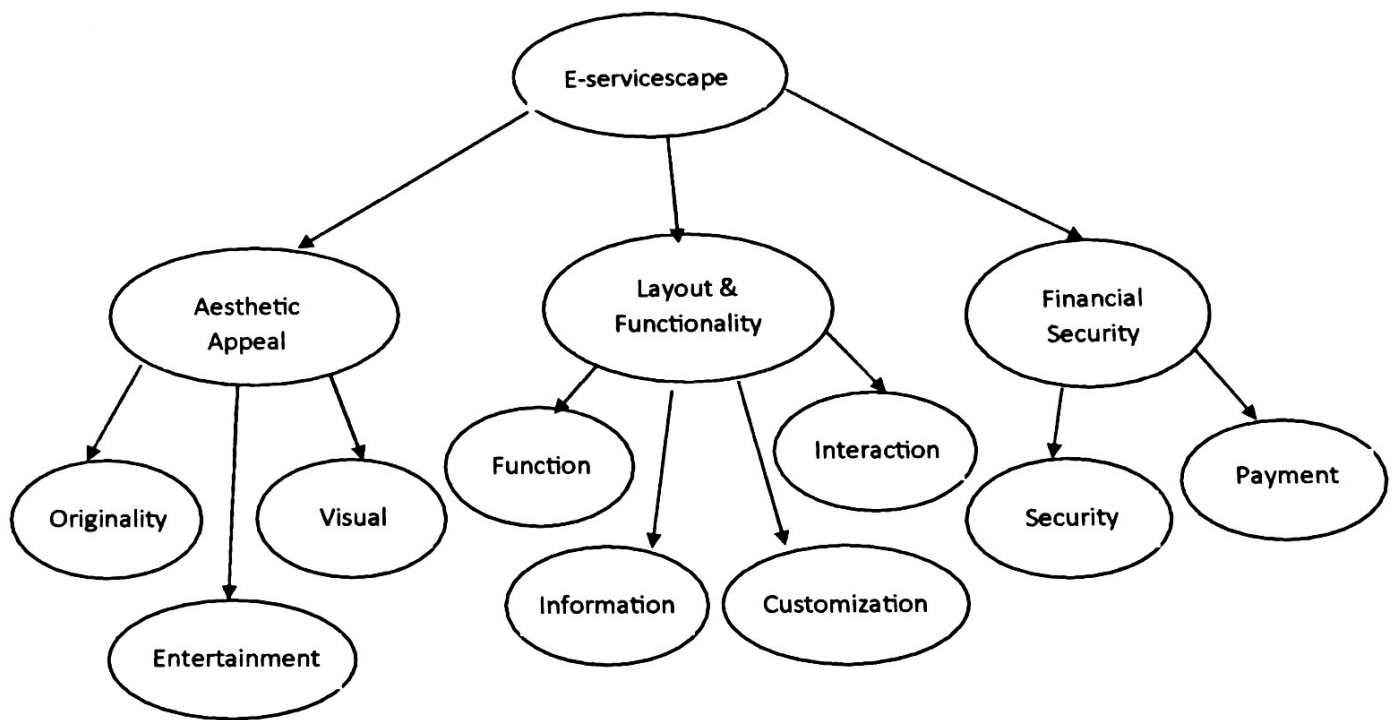 E-servicescape
Aesthetic
Appeal
Layout &
Functionality
Financial
Security
Originality
Visual
Entertainment
Function
Interaction
Information
Customization
Security
Payment